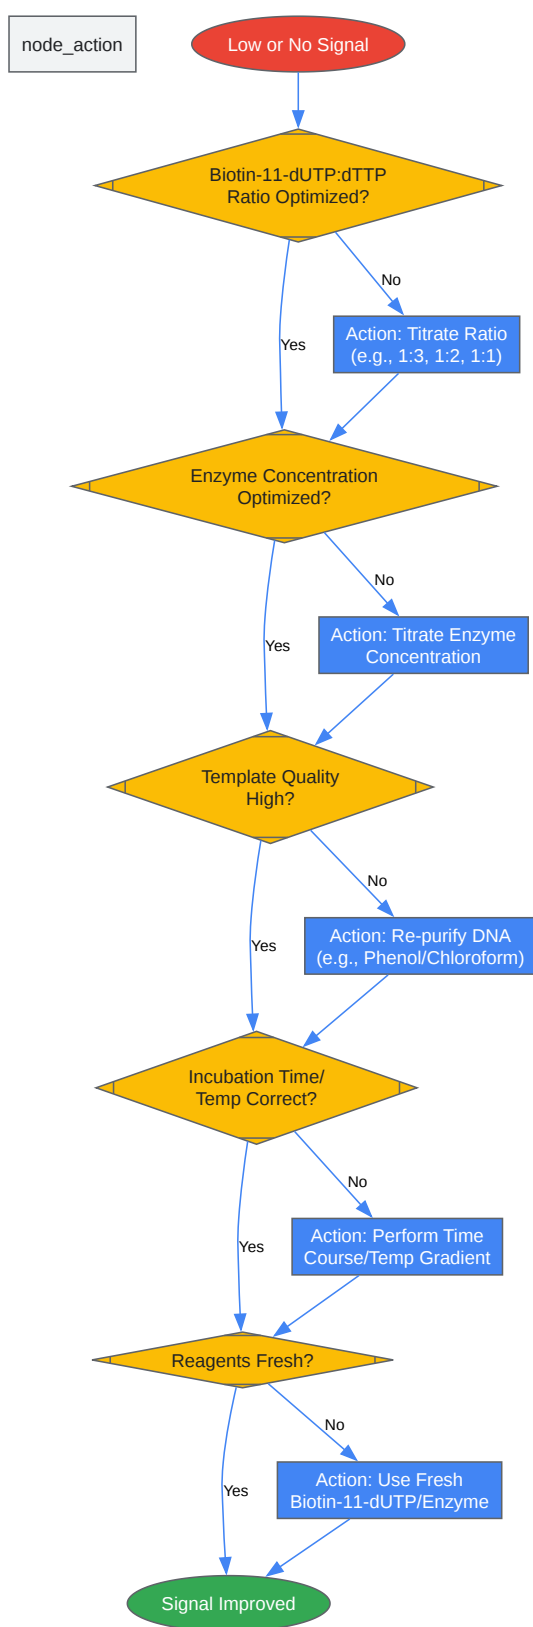 node_action
Low or No Signal
Biotin-11-dUTP:dTTP
Ratio Optimized?
No
Action: Titrate Ratio
(e.g., 1:3, 1:2, 1:1)
Yes
Enzyme Concentration
Optimized?
No
Action: Titrate Enzyme
Concentration
Yes
Template Quality
High?
No
Action: Re-purify DNA
(e.g., Phenol/Chloroform)
Yes
Incubation Time/
Temp Correct?
No
Action: Perform Time
Course/Temp Gradient
Yes
Reagents Fresh?
No
Action: Use Fresh
Biotin-11-dUTP/Enzyme
Yes
Signal Improved